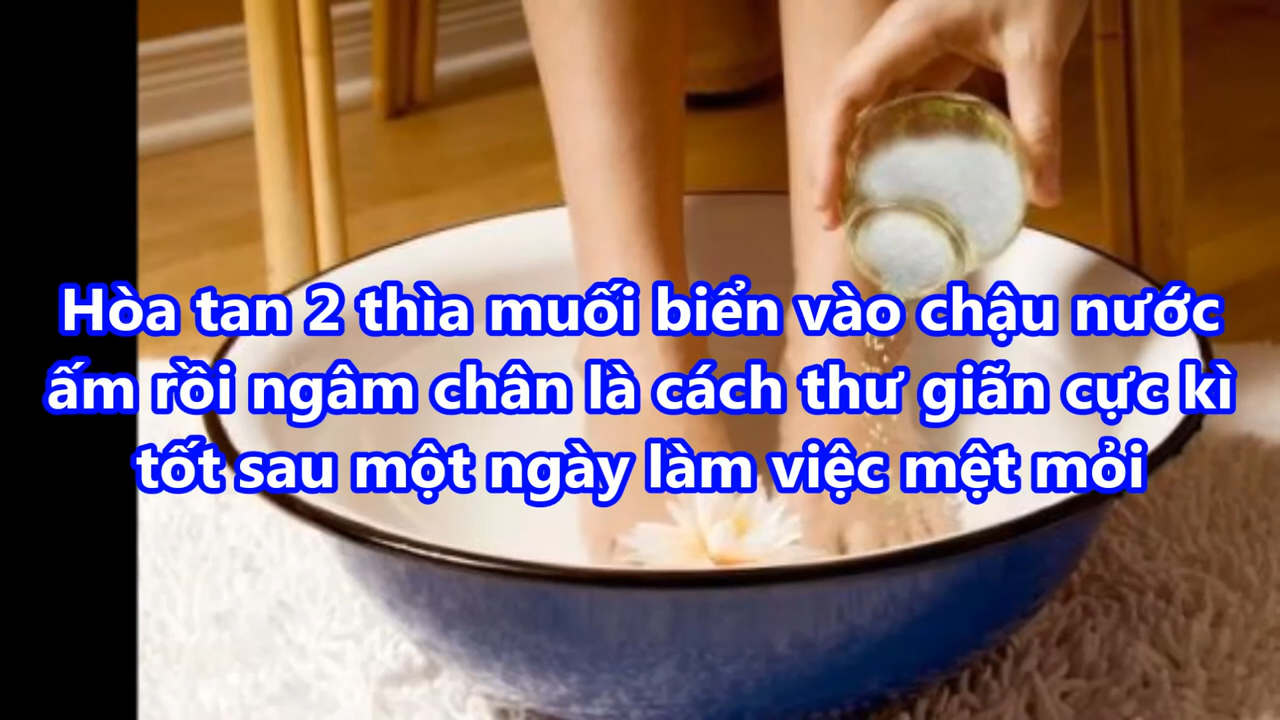 Hòa tan 2 thìa muối biển vào chậu nước
ấm rồi ngâm chân là cách thư giãn cực kì
tốt sau một ngày làm việc mệt mỏi